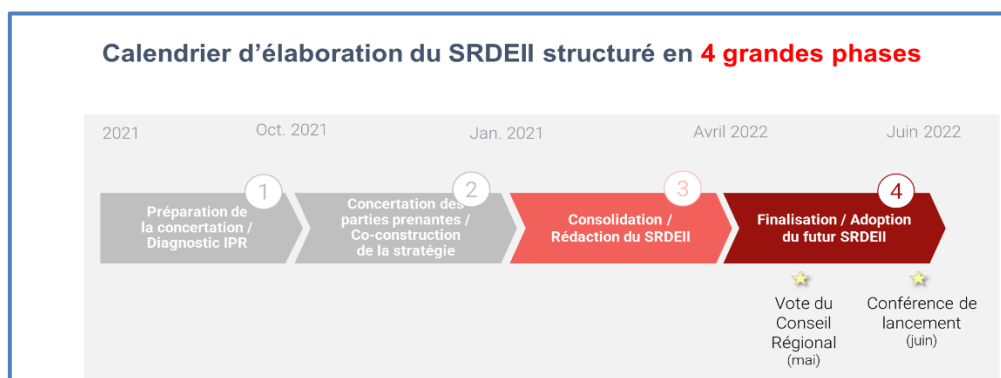 Calendrier d’élaboration du SRDEII structuré en 4 grandes phases
2021
Oct. 2021
Jan. 2021
Avril 2022
Juin 2022
1
Préparation de
la concertation /
Diagnostic IPR
2
Concertation des
parties prenantes /
Co-construction
de la stratégie
3
Consolidation /
Rédaction du SRDEII
4
Finalisation / Adoption
du futur SRDEII
Vote du
Conseil
Régional
(mai)
Conférence de
lancement
(juin)